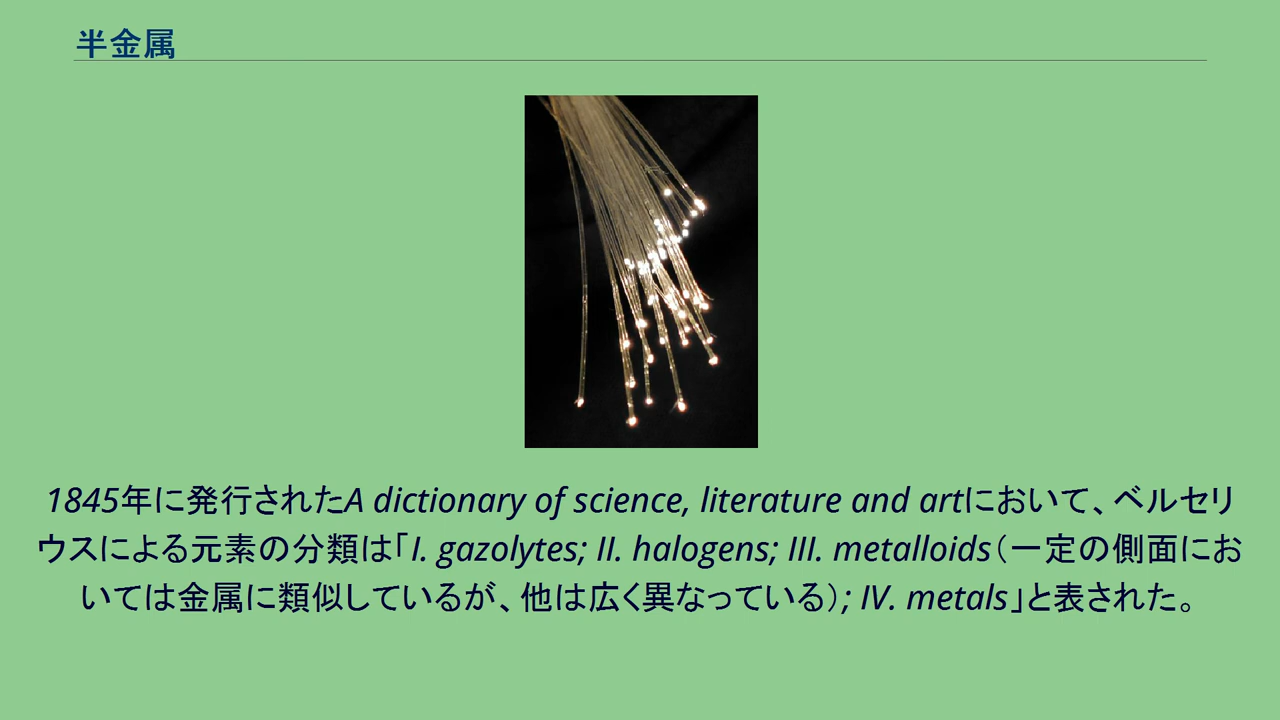 半金属
1845年に発行されたA dictionary of science, literature and artにおいて、ベルセリ
ウスによる元素の分類は「I. gazolytes; II. halogens; III. metalloids（一定の側面にお
いては金属に類似しているが、他は広く異なっている）; IV. metals」と表された。